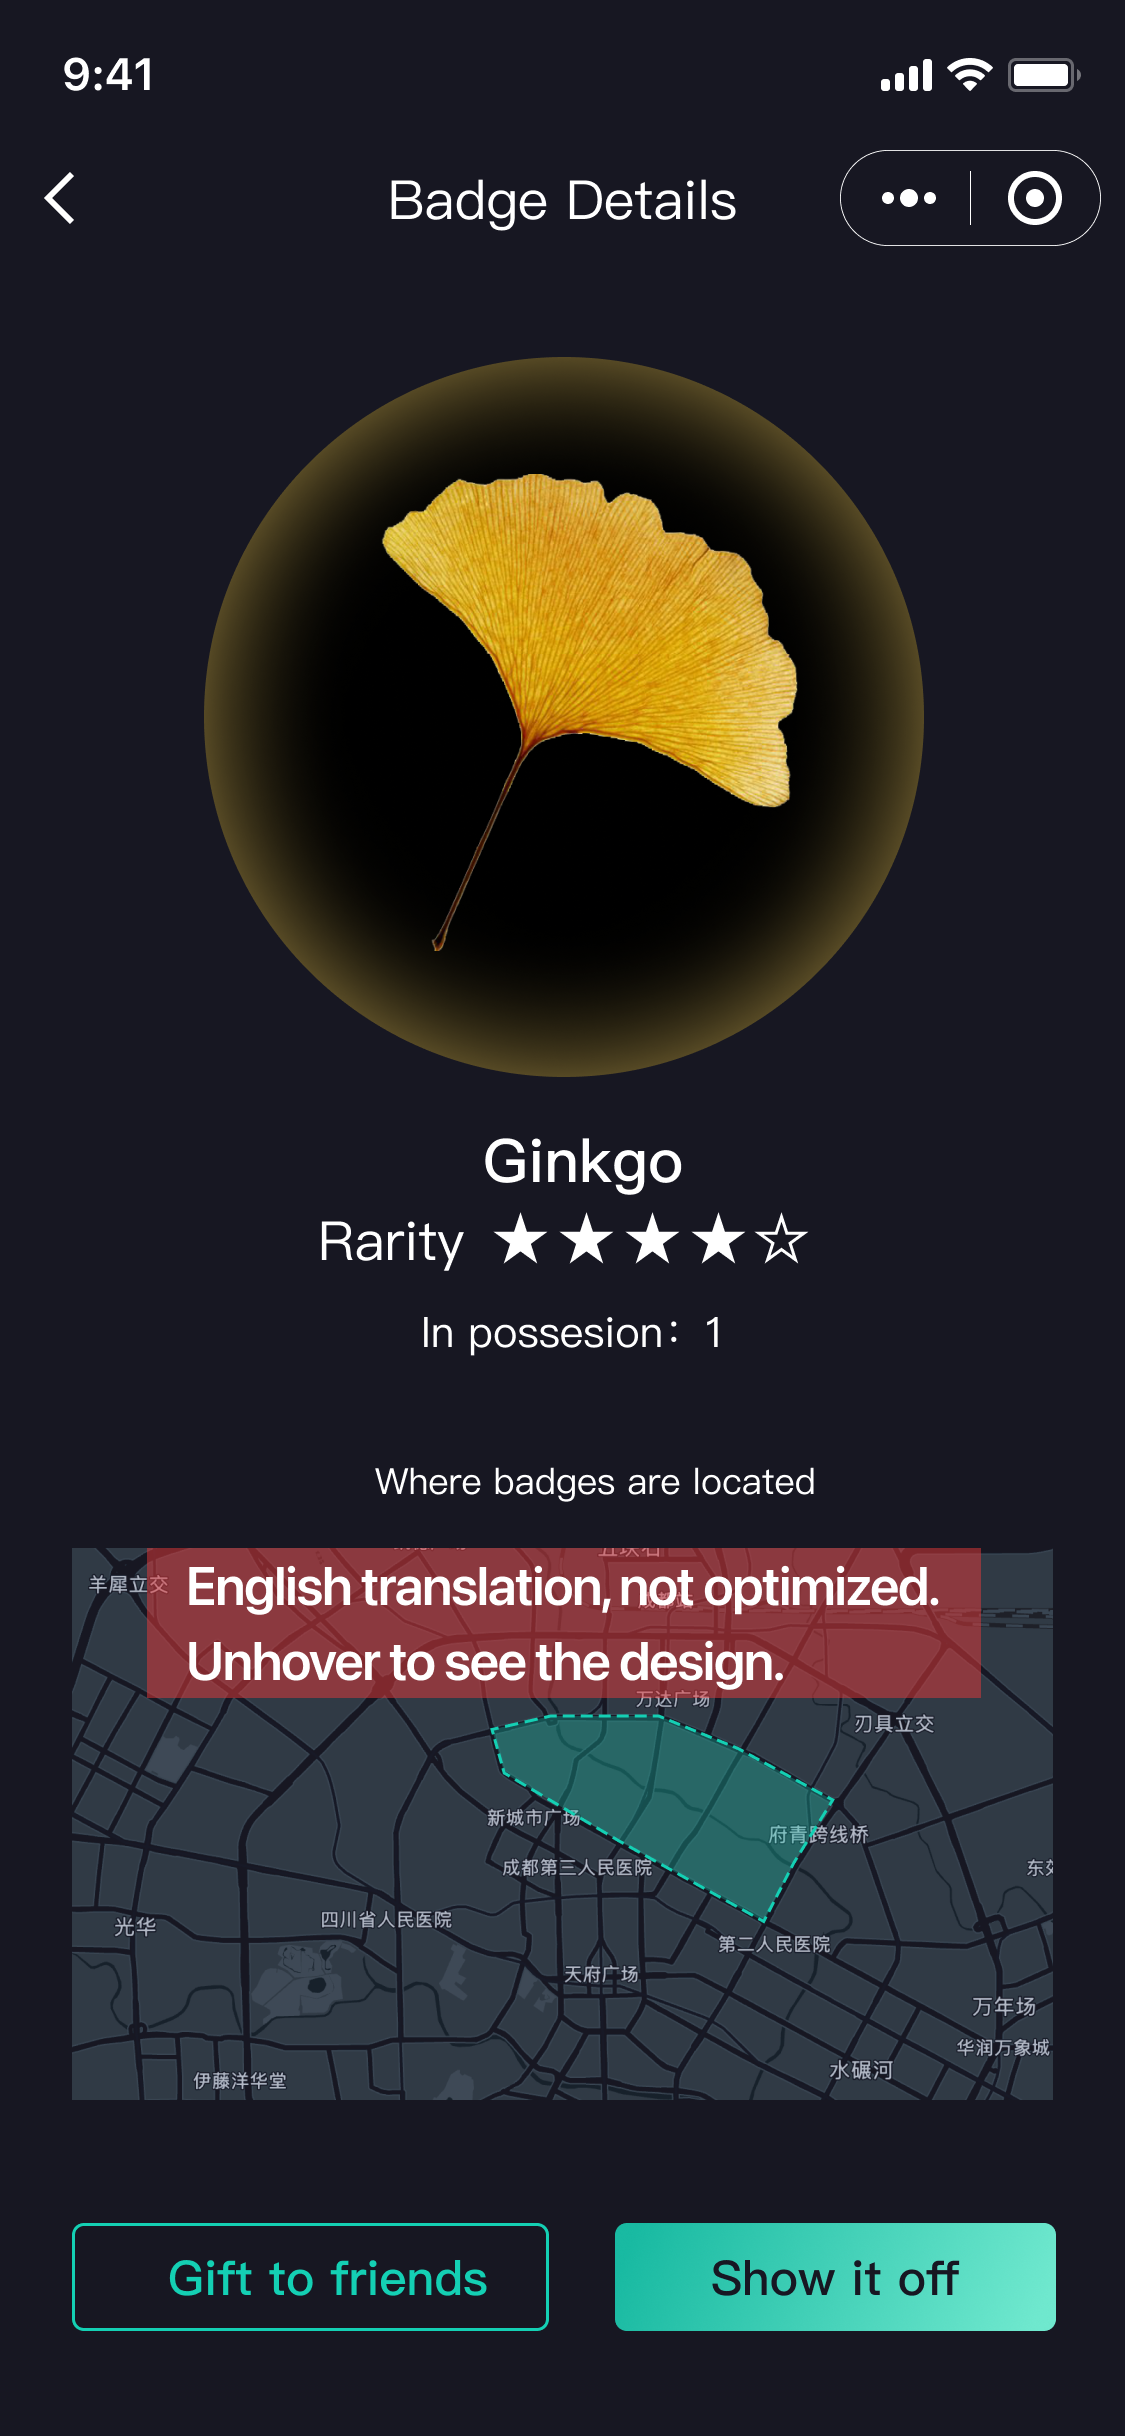 9:41
Badge Details
Ginkgo
Rarity ★★★★☆
In possesion：1
Where badges are located
羊犀立交
English translation, not optimized.
Unhover to see the design.
万达广场
刃具立交
新城市广场
府青跨线桥
成都第三人民医院
四川省人民医院
光华
第二人民医院
天府广场
万年场
华润万象城
水碾河
伊藤洋华堂
Gift to friends
Show it off